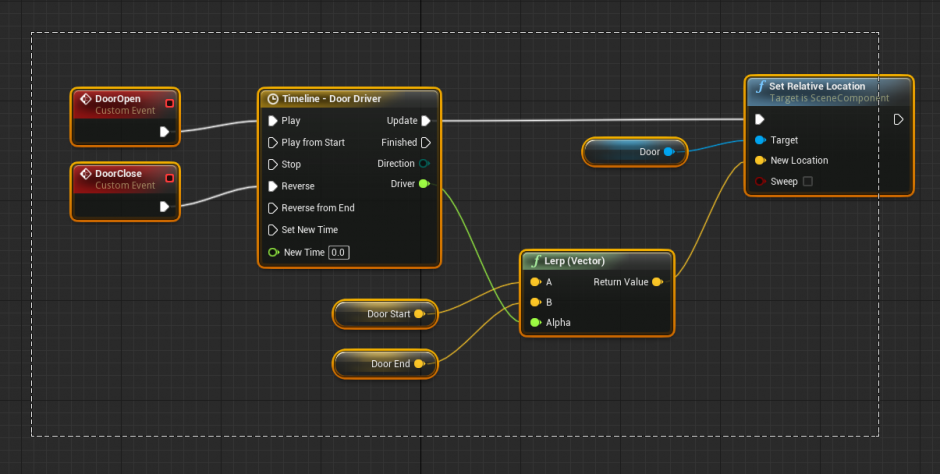 DoorOpen
Custom Event
DoorClose
Custom Event
Timeline - Door Driver
Play
Update
Play from Start
Finished
Stop
Direction
Reverse
Driver
Reverse from End
Set New Time
New Time 0.0
Door Start
Door End
Lerp (Vector)
A
Return Value
B
Alpha
Door
f Set Relative Location
Target is SceneComponent
Target
New Location
Sweep